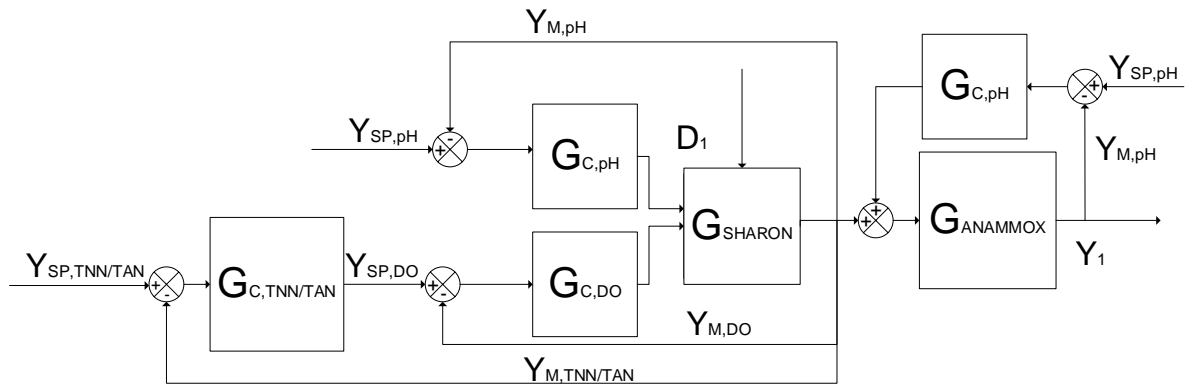 Y_M,pH
Y_SP,pH
G_C,pH
Y_SP,pH
G_C,pH
D_1
Y_M,pH
G_SHARON
G_ANAMMOX
Y_1
Y_SP,TNN/TAN
G_C,TNN/TAN
Y_SP,DO
G_C,DO
Y_M,DO
Y_M,TNN/TAN